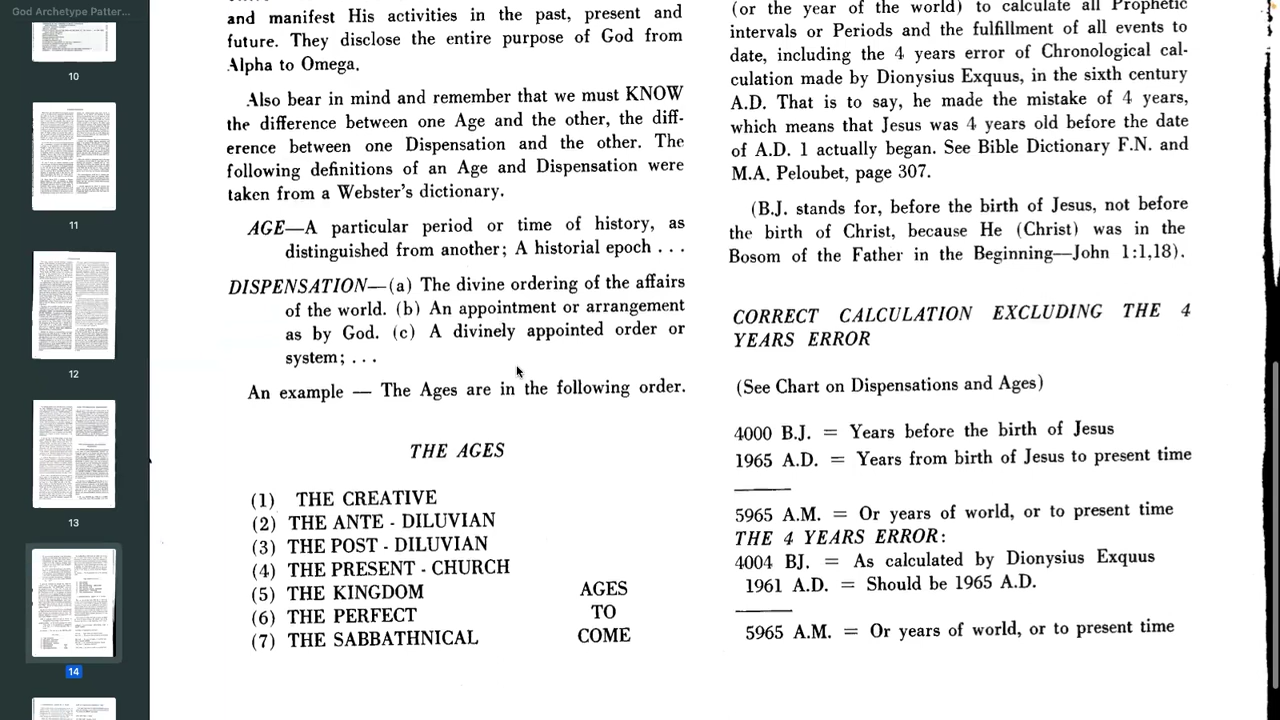 God Archetype Patter...
10
11
12
13
14
and manifest His activities in the past, present and
future. They disclose the entire purpose of God from
Alpha to Omega.
Also bear in mind and remember that we must KNOW
the difference between one Age and the other, the diff-
erence between one Dispensation and the other. The
following definitions of an Age and Dispensation were
taken from a Webster's dictionary.
AGE—A particular period or time of history, as
distinguished from another; A historial epoch . . .
DISPENSATION—(a) The divine ordering of the affairs
of the world. (b) An appointment or arrangement
as by God. (c) A divinely appointed order or
system; . . .
An example — The Ages are in the following order.
THE AGES
(1) THE CREATIVE
(2) THE ANTE - DILUVIAN
(3) THE POST - DILUVIAN
(4) THE PRESENT - CHURCH
(5) THE KINGDOM AGES
(6) THE PERFECT TO
(7) THE SABBATHNICAL COME
(or the year of the world) to calculate all Prophetic
intervals or Periods and the fulfillment of all events to
date, including the 4 years error of Chronological cal-
culation made by Dionysius Exquus, in the sixth century
A.D. That is to say, he made the mistake of 4 years,
which means that Jesus was 4 years old before the date
of A.D. 1 actually began. See Bible Dictionary F.N. and
M.A. Peloubet, page 307.
(B.J. stands for, before the birth of Jesus, not before
the birth of Christ, because He (Christ) was in the
Bosom of the Father in the Beginning—John 1:1,18).
CORRECT CALCULATION EXCLUDING THE 4
YEARS ERROR
(See Chart on Dispensations and Ages)
4000 B.J. = Years before the birth of Jesus
1965 A.D. = Years from birth of Jesus to present time
5965 A.M. = Or years of world, or to present time
THE 4 YEARS ERROR:
4004 BJ. = As calculated by Dionysius Exquus
1961 A.D. = Should be 1965 A.D.
5965 A.M. = Or years of world, or to present time